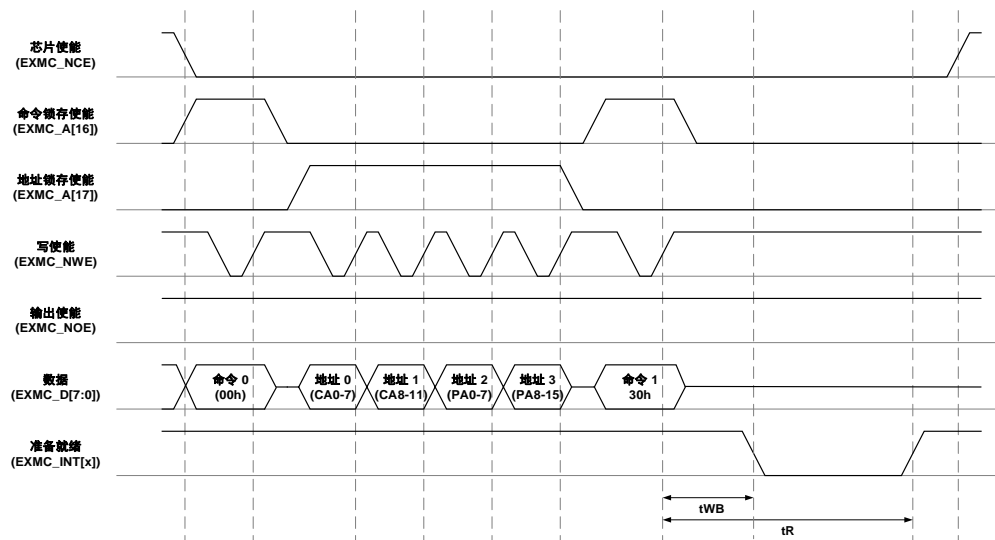 芯片使能
(EXMC_NCE)
命令锁存使能
(EXMC_A[16])
地址锁存使能
(EXMC_A[17])
写使能
(EXMC_NWE)
输出使能
(EXMC_NOE)
数据
(EXMC_D[7:0])
命令 0
(00h)
地址 0
(CA0-7)
地址 1
(CA8-11)
地址 2
(PA0-7)
地址 3
(PA8-15)
命令 1
30h
准备就绪
(EXMC_INT[x])
tWB
tR